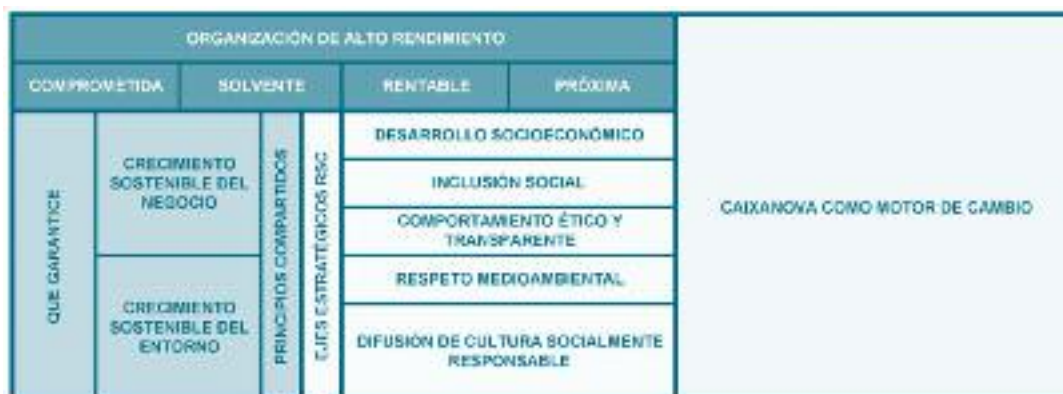 ORGANIZACIÓN DE ALTO RENDIMIENTO
COMPROMETIDA
SOLVENTE
RENTABLE
PRÓXIMA
QUE GARANTICE
CRECIMIENTO
SOSTENIBLE DEL
NEGOCIO
CRECIMIENTO
SOSTENIBLE DEL
ENTORNO
PRINCIPIOS COMPARTIDOS
EJES ESTRATÉGICOS RSC
DESARROLLO SOCIOECONÓMICO
INCLUSIÓN SOCIAL
COMPORTAMIENTO ÉTICO Y
TRANSPARENTE
RESPETO MEDIOAMBIENTAL
DIFUSIÓN DE CULTURA SOCIALMENTE
RESPONSABLE
CAIXANOVA COMO MOTOR DE CAMBIO